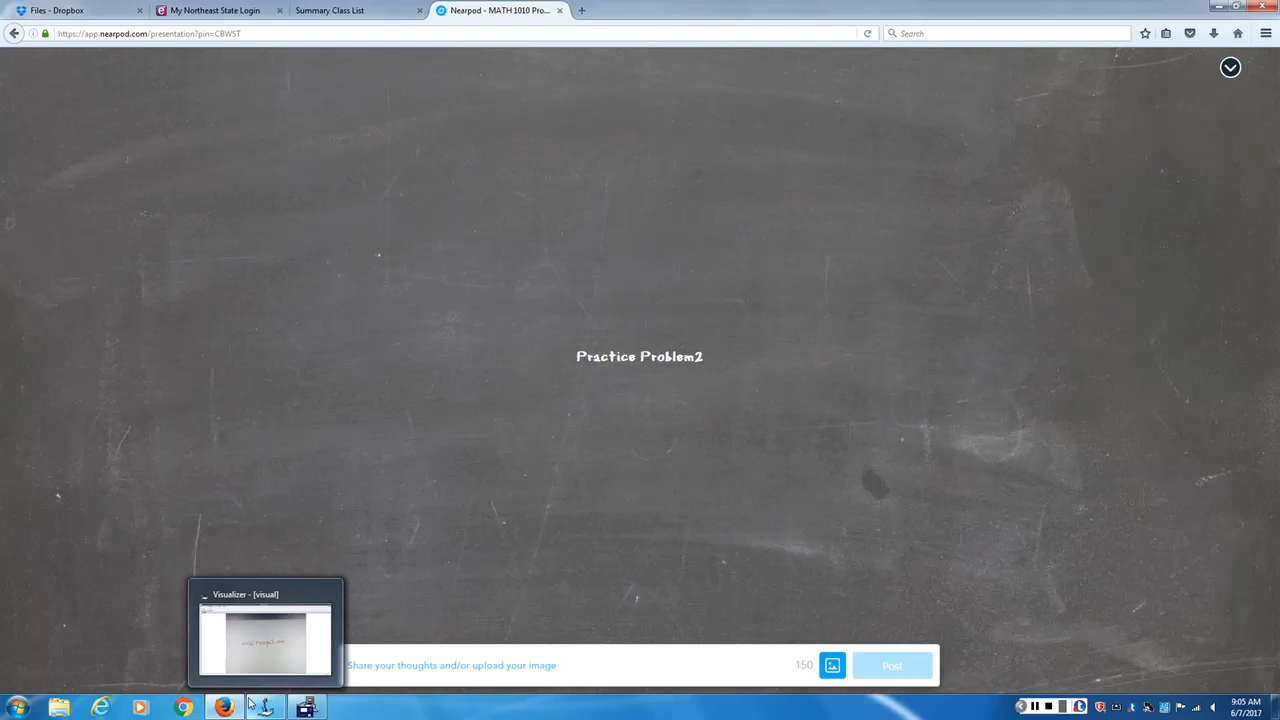 Files - Dropbox
My Northeast State Login
Summary Class List
Nearpod - MATH 1010 Pro...
https://app.nearpod.com/presentation?pin=CBWST
Search
Practice Problem2
Visualizer - [visual]
Share your thoughts and/or upload your image
150
Post
9:05 AM
6/7/2017